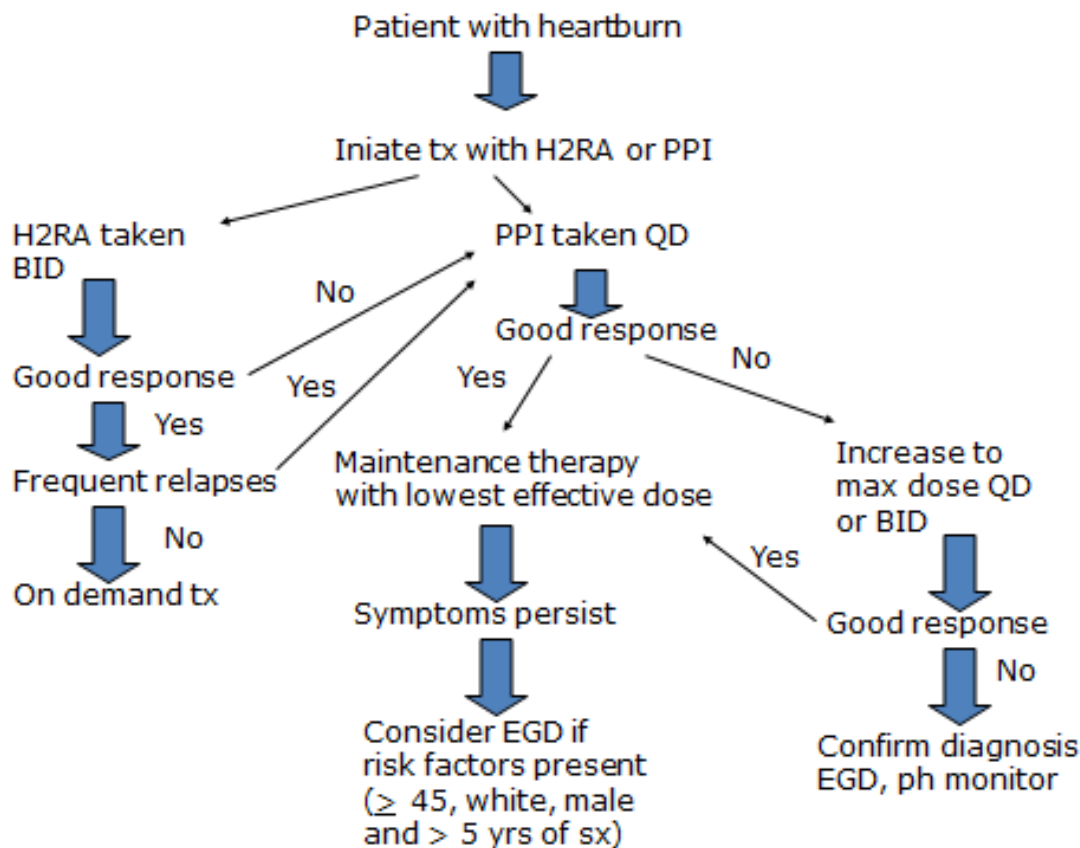 Patient with heartburn
Iniate tx with H2RA or PPI
H2RA taken
BID
PPI taken QD
No
Good response
Good response
Yes
Yes
No
Yes
Frequent relapses
Maintenance therapy
with lowest effective dose
Increase to
max dose QD
or BID
No
Yes
On demand tx
Symptoms persist
Good response
No
Consider EGD if
risk factors present
(≥ 45, white, male
and > 5 yrs of sx)
Confirm diagnosis
EGD, ph monitor